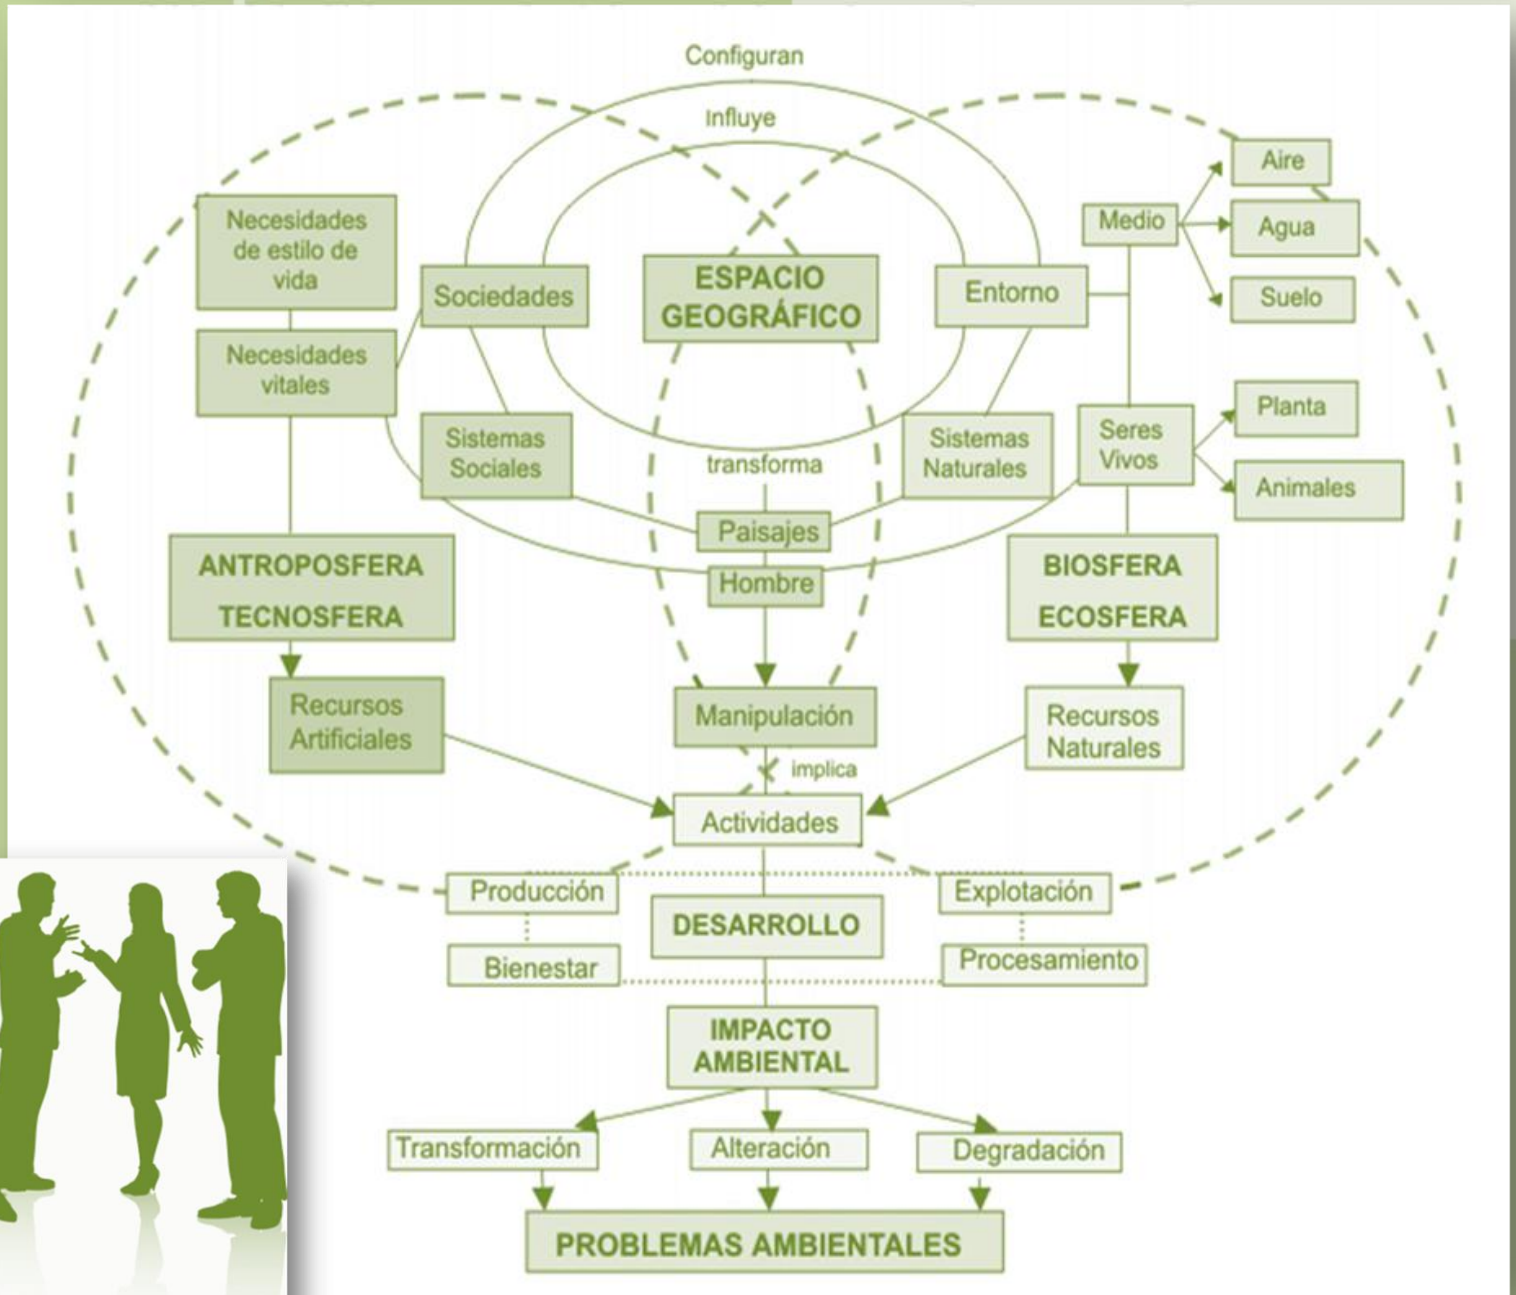 Configuran
Influye
Aire
Necesidades
de estilo de
vida
Medio
Agua
Sociedades
ESPACIO
GEOGRÁFICO
Entorno
Suelo
Necesidades
vitales
Planta
Sistemas
Sociales
transforma
Sistemas
Naturales
Seres
Vivos
Animales
Paisajes
Hombre
ANTROPOSFERA
TECNOSFERA
BIOSFERA
ECOSFERA
Recursos
Artificiales
Manipulación
Recursos
Naturales
implica
Actividades
Producción
Explotación
DESARROLLO
Bienestar
Procesamiento
IMPACTO
AMBIENTAL
Transformación
Alteración
Degradación
PROBLEMAS AMBIENTALES